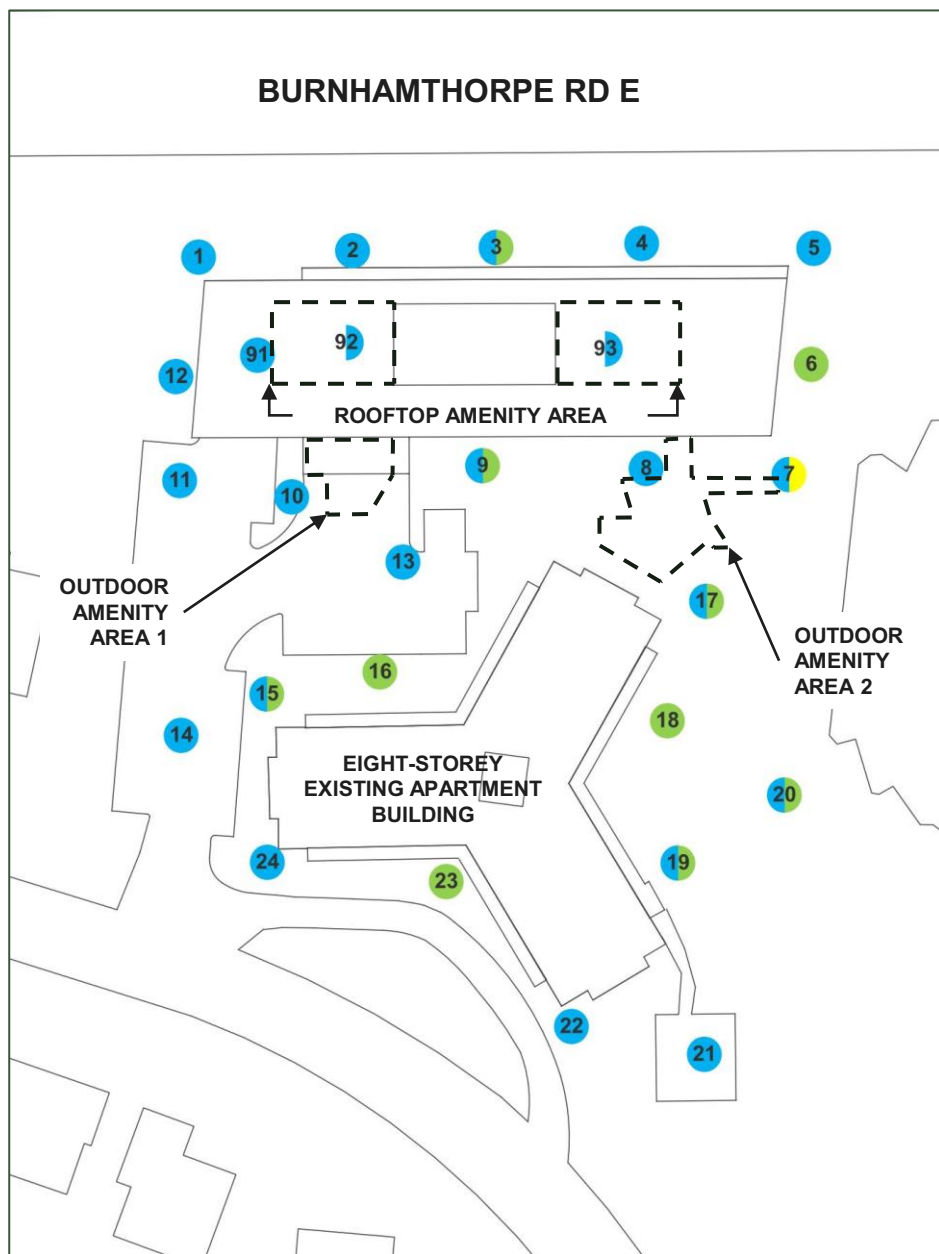 BURNHAMTHORPE RD E
1
2
3
4
5
91
92
93
12
6
ROOFTOP AMENITY AREA
11
10
9
8
7
13
OUTDOOR
AMENITY
AREA 1
17
OUTDOOR
AMENITY
AREA 2
16
15
14
18
EIGHT-STOREY
EXISTING APARTMENT
BUILDING
20
24
23
19
22
21